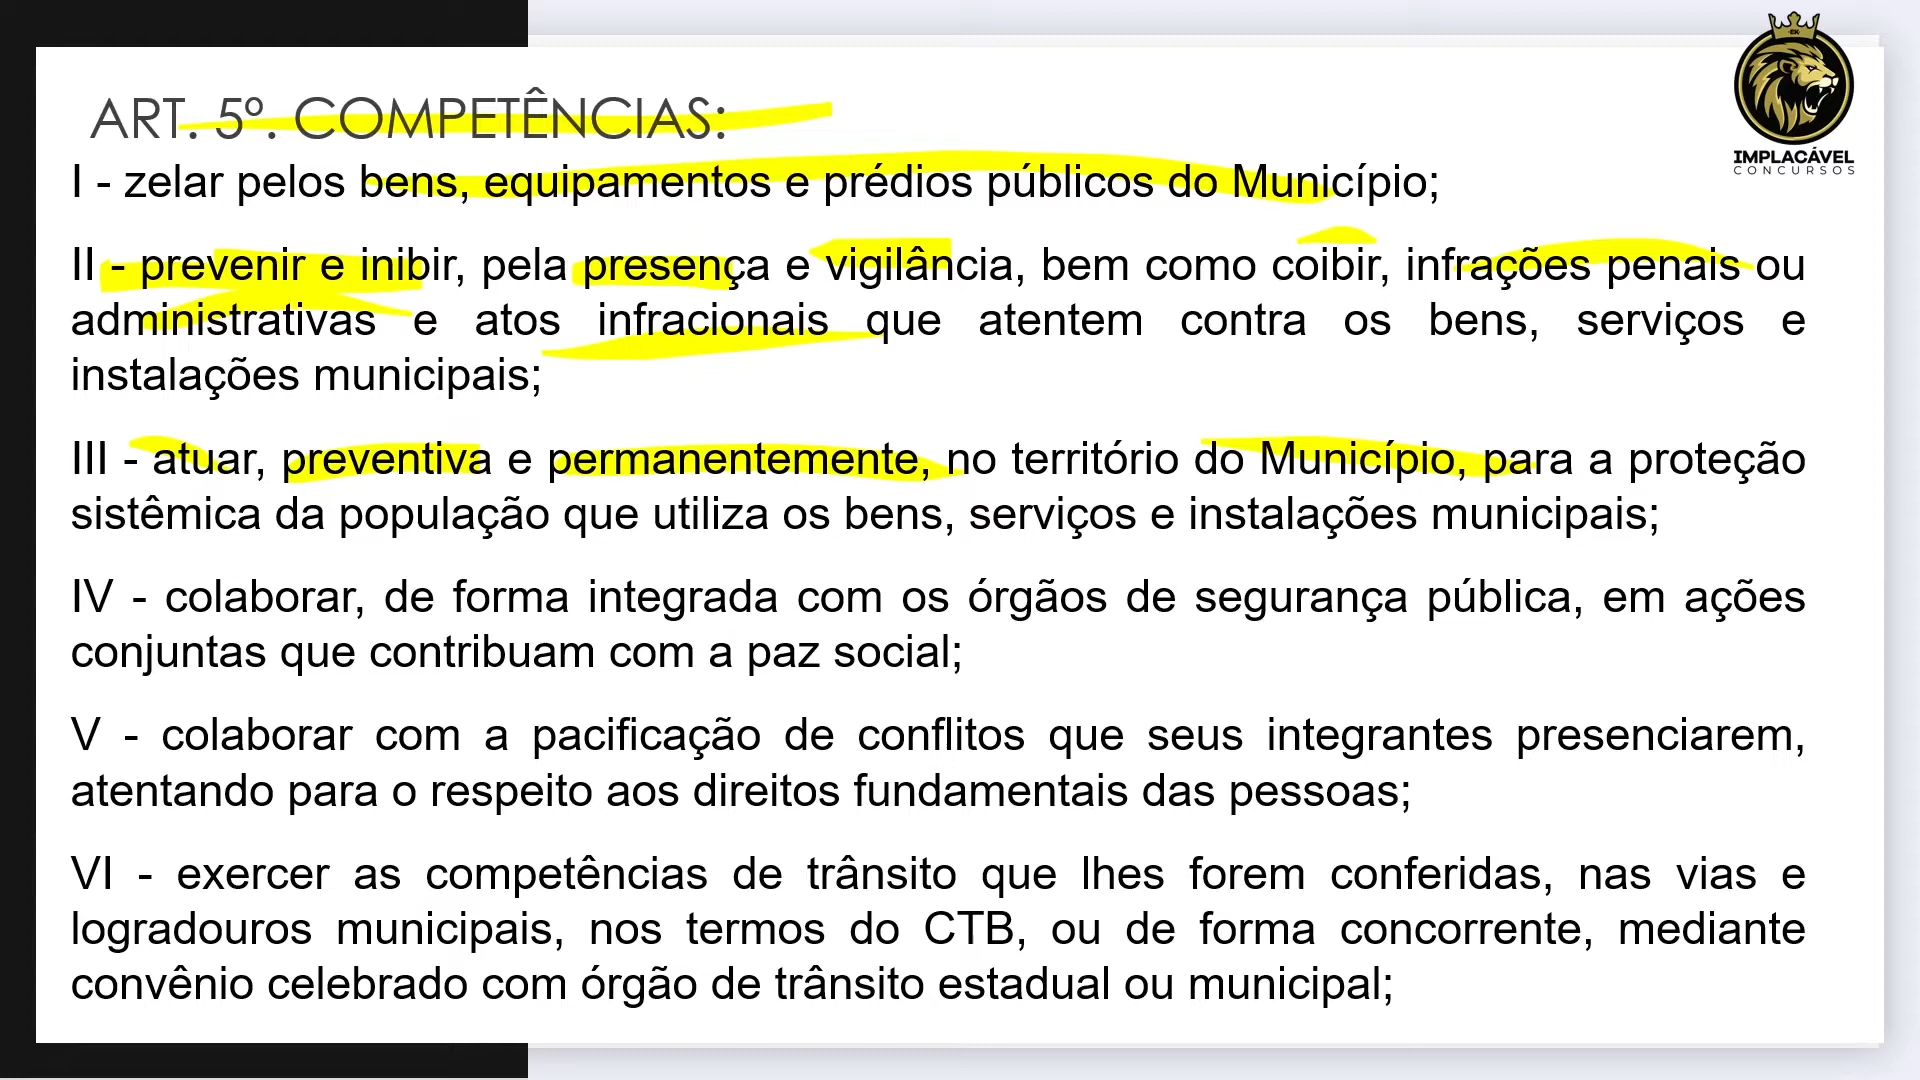 ART. 5º. COMPETÊNCIAS:
I - zelar pelos bens, equipamentos e prédios públicos do Município;
II - prevenir e inibir, pela presença e vigilância, bem como coibir, infrações penais ou
administrativas e atos infracionais que atentem contra os bens, serviços e
instalações municipais;
III - atuar, preventiva e permanentemente, no território do Município, para a proteção
sistêmica da população que utiliza os bens, serviços e instalações municipais;
IV - colaborar, de forma integrada com os órgãos de segurança pública, em ações
conjuntas que contribuam com a paz social;
V - colaborar com a pacificação de conflitos que seus integrantes presenciarem,
atentando para o respeito aos direitos fundamentais das pessoas;
VI - exercer as competências de trânsito que lhes forem conferidas, nas vias e
logradouros municipais, nos termos do CTB, ou de forma concorrente, mediante
convênio celebrado com órgão de trânsito estadual ou municipal;
IMPLACÁVEL
CONCURSOS